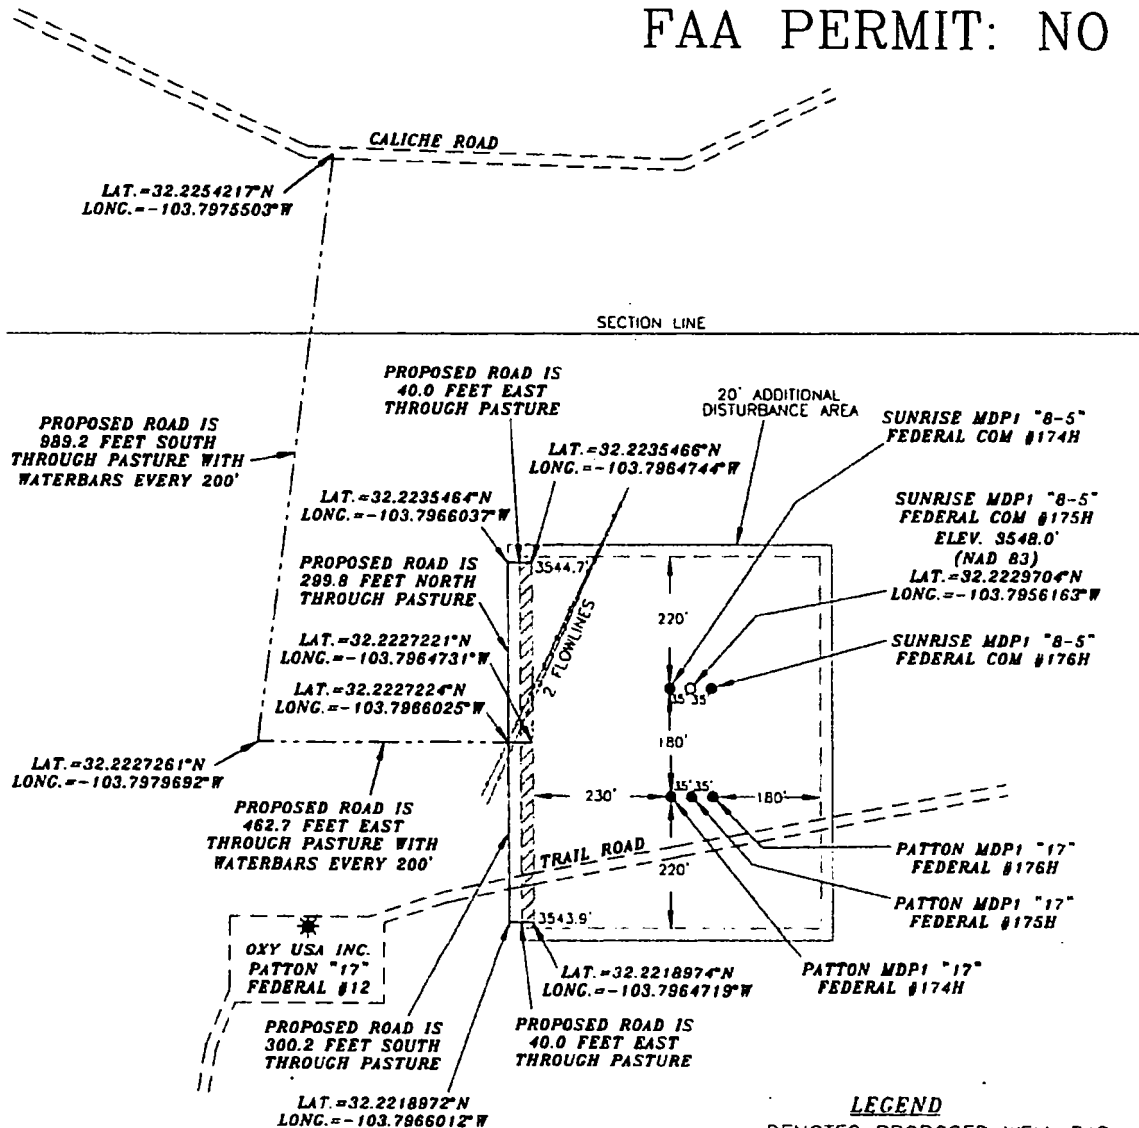 FAA PERMIT: NO
CALICHE ROAD
LAT.=32.2254217°N
LONG.=-103.7975503°W
SECTION LINE
PROPOSED ROAD IS
40.0 FEET EAST
THROUGH PASTURE
20' ADDITIONAL
DISTURBANCE AREA
SUNRISE MDP1 "8-5"
FEDERAL COM #174H
PROPOSED ROAD IS
989.2 FEET SOUTH
THROUGH PASTURE WITH
WATERBARS EVERY 200'
LAT.=32.2235466°N
LONG.=-103.7964744°W
LAT.=32.2235464°N
LONG.=-103.7966037°W
SUNRISE MDP1 "8-5"
FEDERAL COM #175H
ELEV. 3548.0'
(NAD 83)
LAT.=32.2229704°N
LONG.=-103.7956163°W
PROPOSED ROAD IS
299.8 FEET NORTH
THROUGH PASTURE
3544.7'
220'
2 FLOWLINES
LAT.=32.2227221°N
LONG.=-103.7964731°W
SUNRISE MDP1 "8-5"
FEDERAL COM #176H
LAT.=32.2227224°N
LONG.=-103.7966025°W
35' 35'
180'
LAT.=32.2227261°N
LONG.=-103.7979692°W
35' 35'
230'
180'
PROPOSED ROAD IS
462.7 FEET EAST
THROUGH PASTURE WITH
WATERBARS EVERY 200'
TRAIL ROAD
220'
PATTON MDP1 "17"
FEDERAL #176H
PATTON MDP1 "17"
FEDERAL #175H
3543.9'
OXY USA INC.
PATTON "17"
FEDERAL #12
LAT.=32.2218974°N
LONG.=-103.7964719°W
PATTON MDP1 "17"
FEDERAL #174H
PROPOSED ROAD IS
300.2 FEET SOUTH
THROUGH PASTURE
PROPOSED ROAD IS
40.0 FEET EAST
THROUGH PASTURE
LAT.=32.2218972°N
LONG.=-103.7966012°W
LEGEND